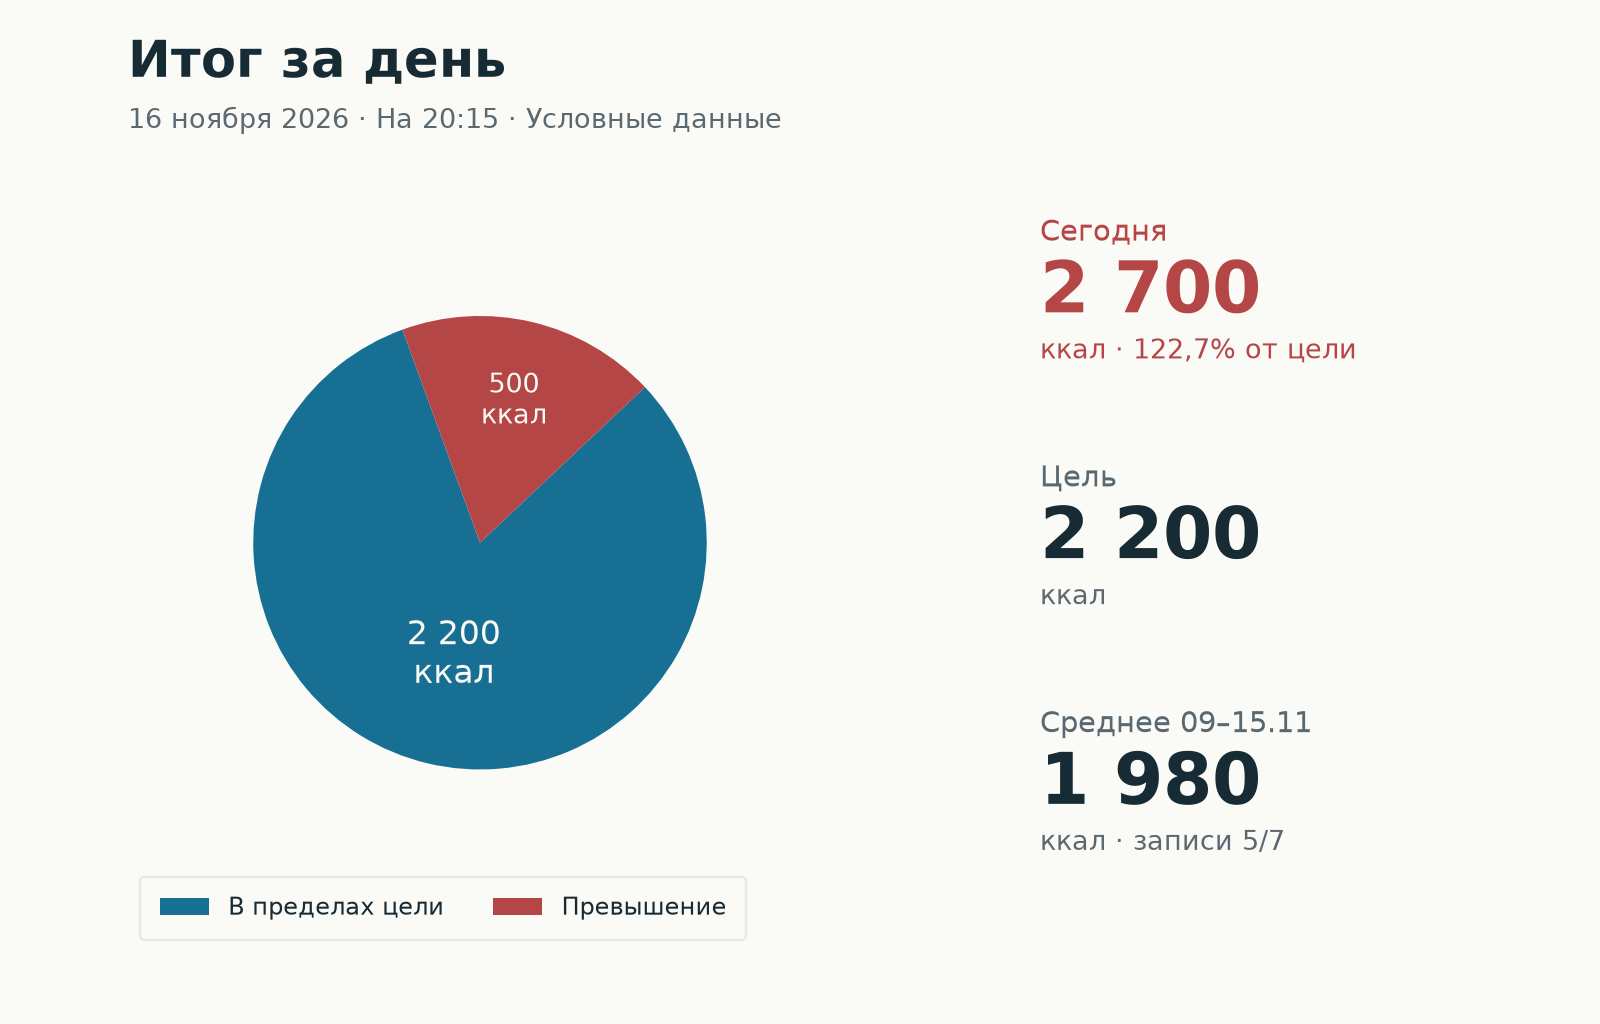 Итог за день
16 ноября 2026 · На 20:15 · Условные данные
500
ккал
2 200
ккал
В пределах цели
Превышение
Сегодня
2 700
ккал · 122,7% от цели
Цель
2 200
ккал
Среднее 09–15.11
1 980
ккал · записи 5/7